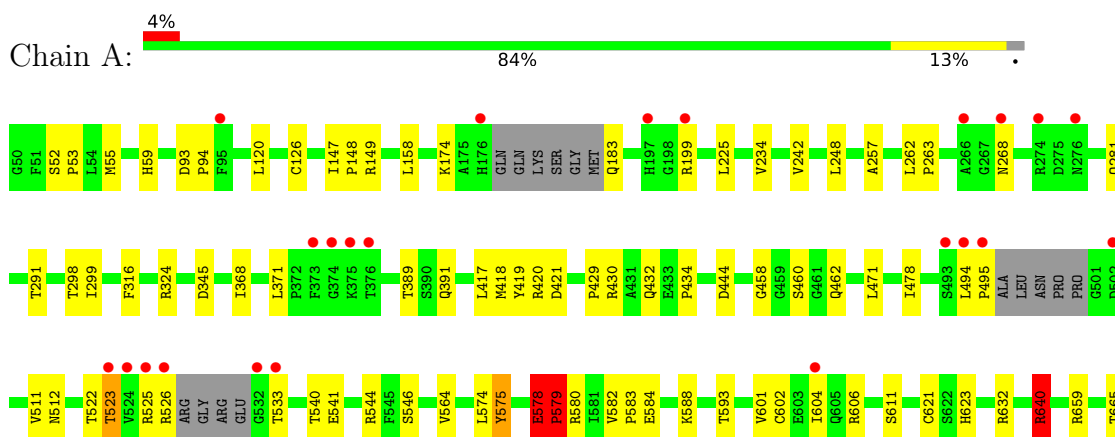 4%
Chain A:
84% 13% •
G50 F51 S52 P53 L54 M55 H59 D93 P94 F95 L120 C126 I147 P148 R149 L158 K174 A175 H176 GLN GLN LYS SER GLY MET Q183 H197 G198 R199 L225 V234 V242 L248 A257 L262 P263 A266 G267 N268 R274 D275 N276
T291 T298 I299 F316 R324 D345 I368 L371 P372 F373 G374 K375 T376 T389 S390 Q391 L417 M418 Y419 R420 D421 P429 R430 A431 Q432 E433 P434 D444 G458 G459 S460 G461 Q462 L471 I478 S493 L494 P495 ALA LEU ASN PRO PRO G501
V511 N512 T522 T523 V524 R525 R526 ARG GLY ARG GLU G532 T533 T540 E541 R544 F545 S546 V564 L574 Y575 E578 P579 R580 I581 V582 P583 E584 K588 T593 V601 C602 E603 I604 Q605 R606 S611 C621 S622 H623 R632 R640 R659